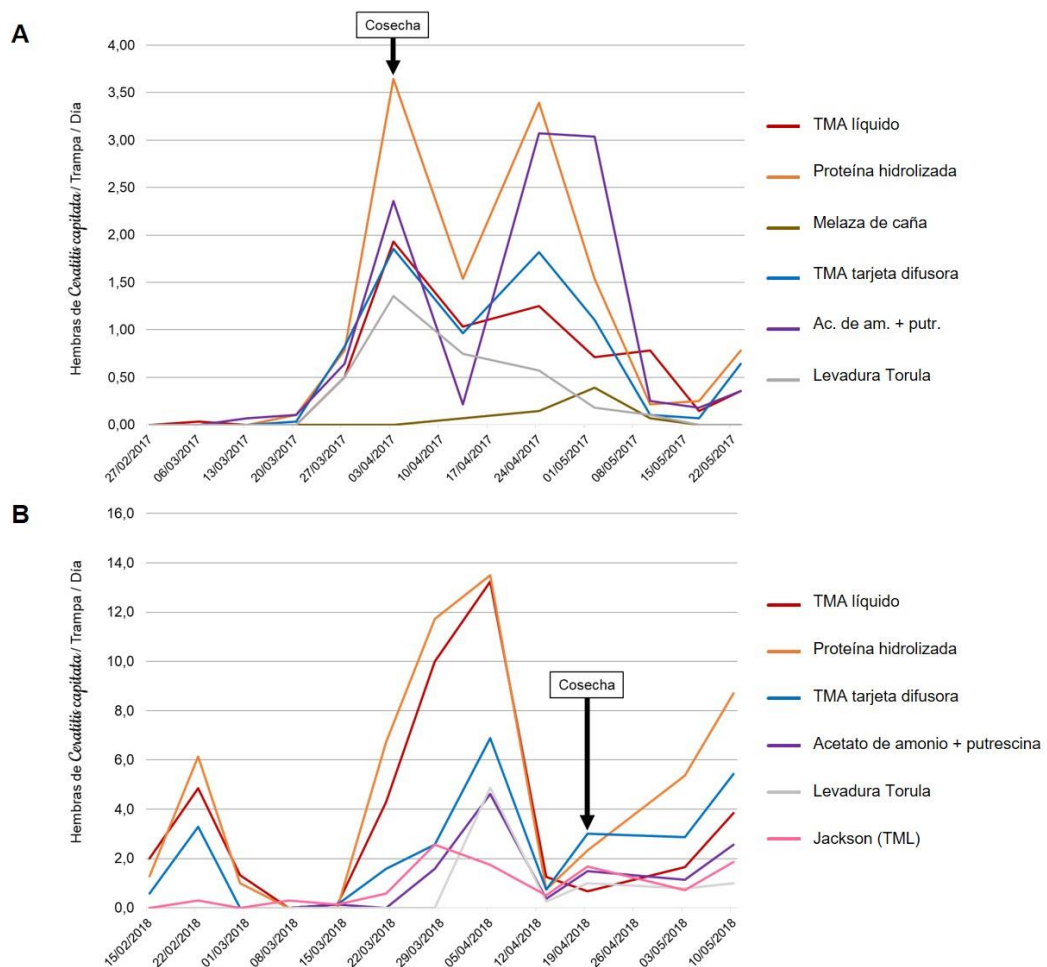 A
Cosecha
Hembras de Ceratitis capitata / Trampa / Día
4,00
3,50
3,00
2,50
2,00
1,50
1,00
0,50
0,00
27/02/2017
06/03/2017
13/03/2017
20/03/2017
27/03/2017
03/04/2017
10/04/2017
17/04/2017
24/04/2017
01/05/2017
08/05/2017
15/05/2017
22/05/2017
TMA líquido
Proteína hidrolizada
Melaza de caña
TMA tarjeta difusora
Ac. de am. + putr.
Levadura Torula
B
Hembras de Ceratitis capitata / Trampa / Día
16,0
14,0
12,0
10,0
8,0
6,0
4,0
2,0
0,0
Cosecha
15/02/2018
22/02/2018
01/03/2018
08/03/2018
15/03/2018
22/03/2018
29/03/2018
05/04/2018
12/04/2018
19/04/2018
26/04/2018
03/05/2018
10/05/2018
TMA líquido
Proteína hidrolizada
TMA tarjeta difusora
Acetato de amonio + putrescina
Levadura Torula
Jackson (TML)